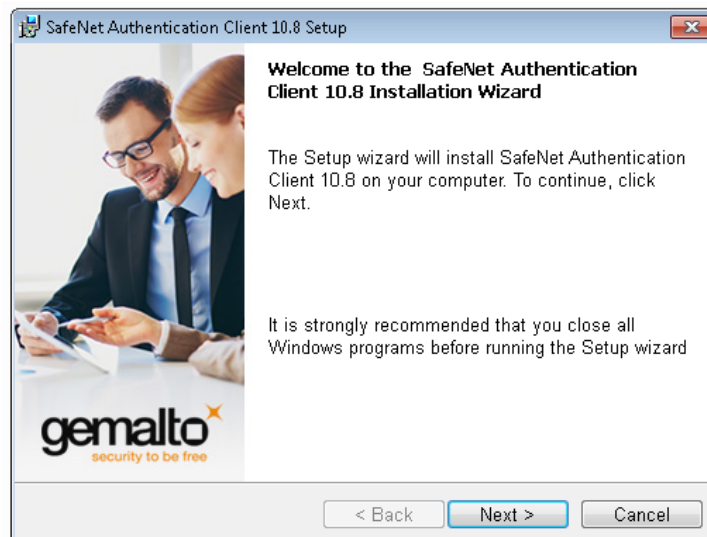 SafeNet Authentication Client 10.8 Setup
Welcome to the SafeNet Authentication
Client 10.8 Installation Wizard
The Setup wizard will install SafeNet Authentication
Client 10.8 on your computer. To continue, click
Next.
It is strongly recommended that you close all
Windows programs before running the Setup wizard
gemalto
security to be free
< Back
Next >
Cancel